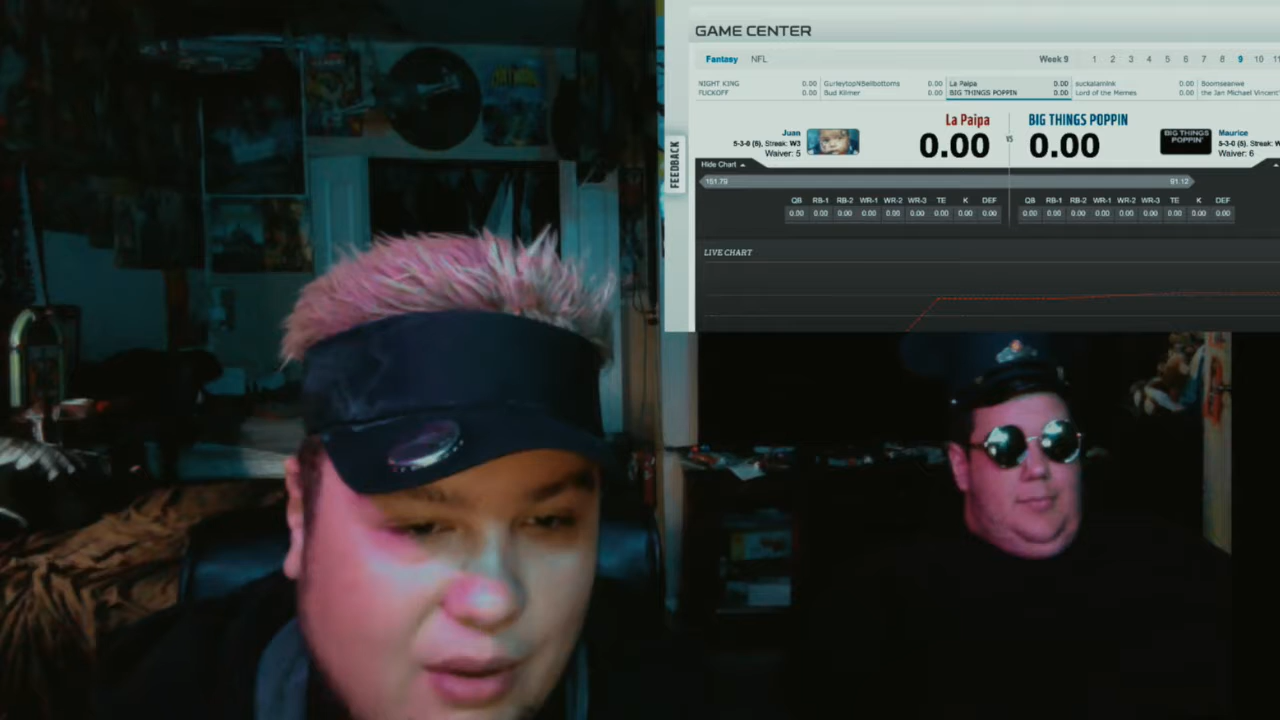 GAME CENTER
Fantasy NFL Week 9 1 2 3 4 5 6 7 8 9 10 11
NIGHT KING 0.00 GurleytopNSellbottoms 0.00 La Paipa 0.00 suckalamink 0.00 Boomseanwe
FUCKOFF 0.00 Bud Kilmer 0.00 BIG THINGS POPPIN 0.00 Lord of the Memes 0.00 the Jan Michael Vincent'
La Paipa BIG THINGS POPPIN
Juan 0.00 VS 0.00 BIG THINGS POPPIN' Maurice
5-3-0 (5), Streak: W3 5-3-0 (5), Streak: W
Waiver: 5 Waiver: 6
FEEDBACK
Hide Chart
151.79 91.12
QB RB-1 RB-2 WR-1 WR-2 WR-3 TE K DEF QB RB-1 RB-2 WR-1 WR-2 WR-3 TE K DEF
0.00 0.00 0.00 0.00 0.00 0.00 0.00 0.00 0.00 0.00 0.00 0.00 0.00 0.00 0.00 0.00 0.00 0.00
LIVE CHART